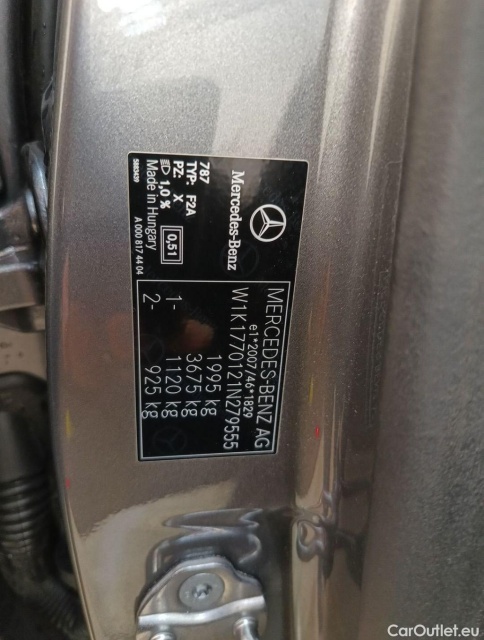 Mercedes-Benz
787
TYP: F2A
PZ: X
1,0 %
0,51
Made in Hungary
5883439
A 000 817 44 04
MERCEDES-BENZ AG
e1*2007/46*1829
W1K1770121N279555
1995 kg
3675 kg
1- 1120 kg
2- 925 kg
CarOutlet.eu